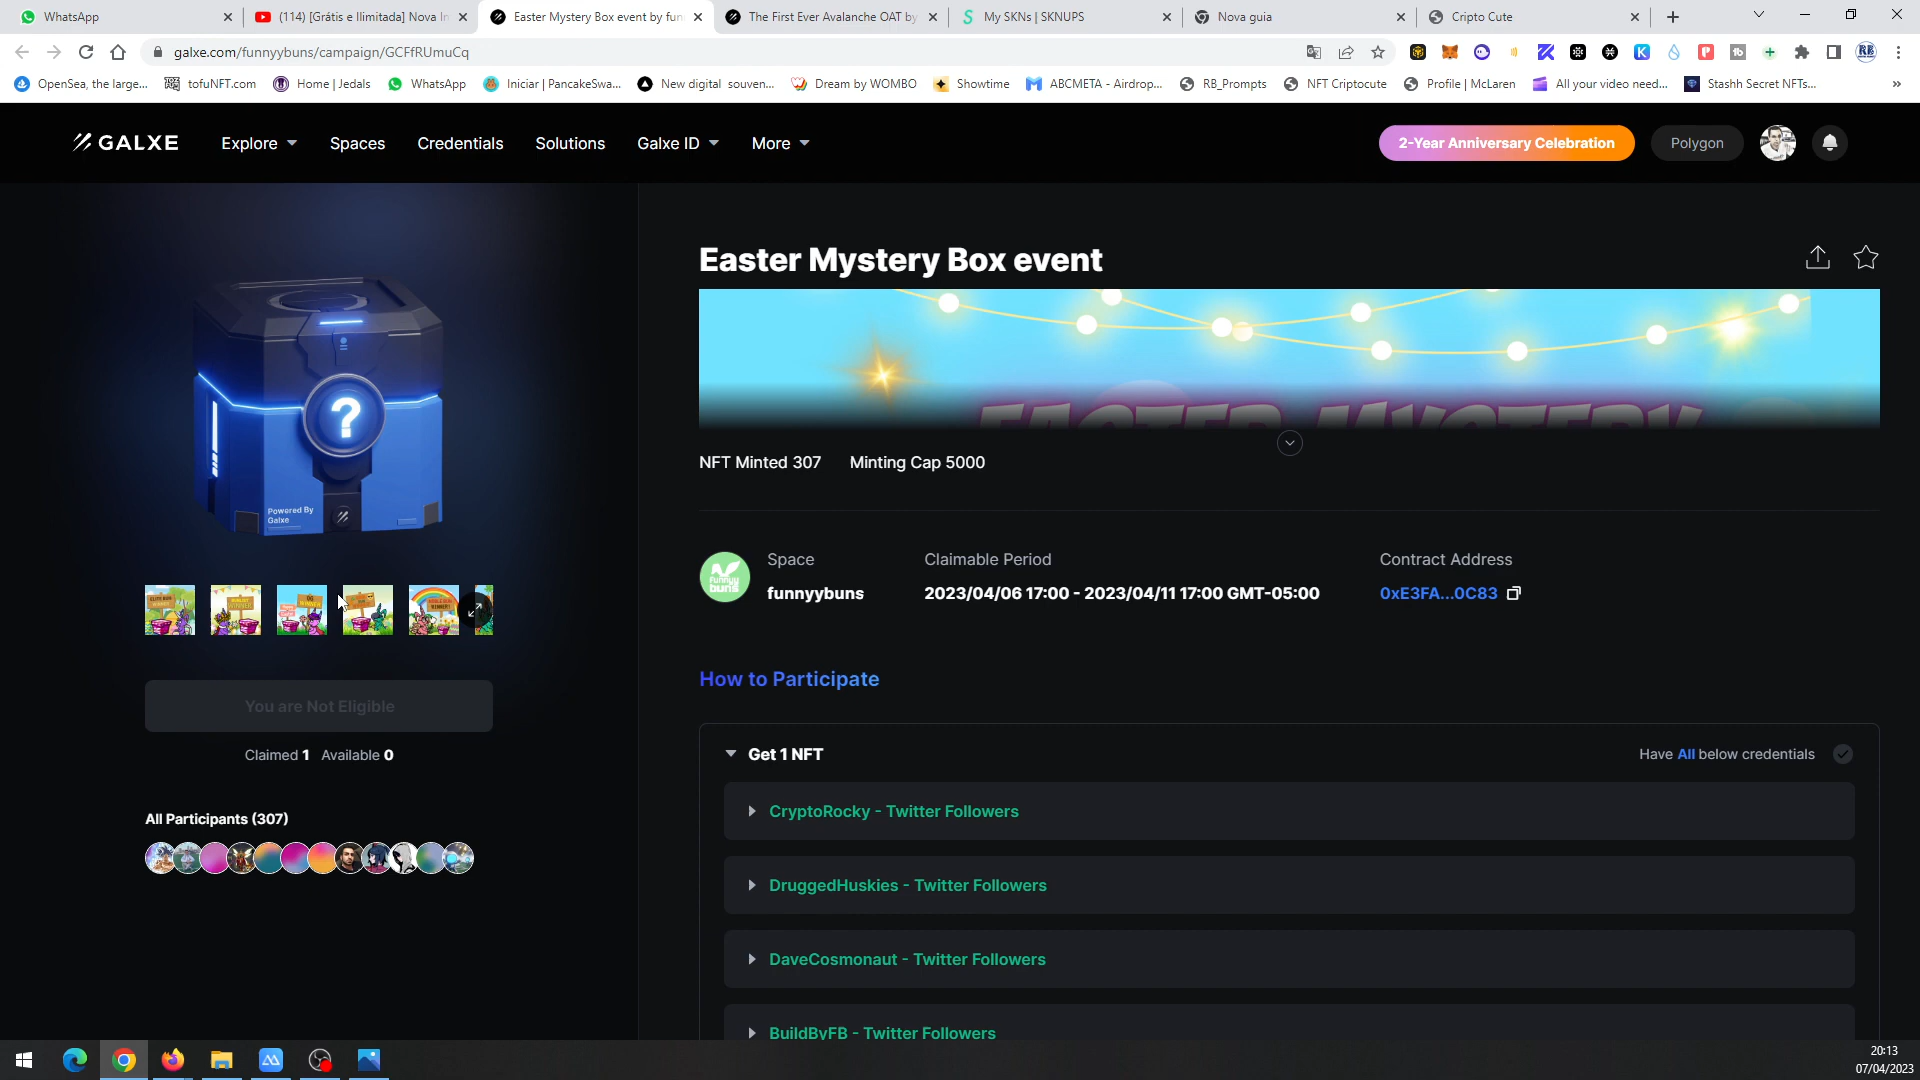 WhatsApp
(114) [Grátis e Ilimitada] Nova In
Easter Mystery Box event by fun
The First Ever Avalanche OAT by
My SKNs | SKNUPS
Nova guia
Cripto Cute
galxe.com/funnyybuns/campaign/GCFfRUmuCq
OpenSea, the large...
tofuNFT.com
Home | Jedals
WhatsApp
Iniciar | PancakeSwa...
New digital souven...
Dream by WOMBO
Showtime
ABCMETA - Airdrop...
RB_Prompts
NFT Criptocute
Profile | McLaren
All your video need...
Stashh Secret NFTs...
GALXE
Explore
Spaces
Credentials
Solutions
Galxe ID
More
2-Year Anniversary Celebration
Polygon
Easter Mystery Box event
EASTER MYSTERY
NFT Minted 307
Minting Cap 5000
Powered By
Galxe
funnyy
buns
Space
funnyybuns
Claimable Period
2023/04/06 17:00 - 2023/04/11 17:00 GMT-05:00
Contract Address
0xE3FA...0C83
You are Not Eligible
Claimed 1 Available 0
All Participants (307)
How to Participate
Get 1 NFT
Have All below credentials
CryptoRocky - Twitter Followers
DruggedHuskies - Twitter Followers
DaveCosmonaut - Twitter Followers
BuildByFB - Twitter Followers
20:13
07/04/2023